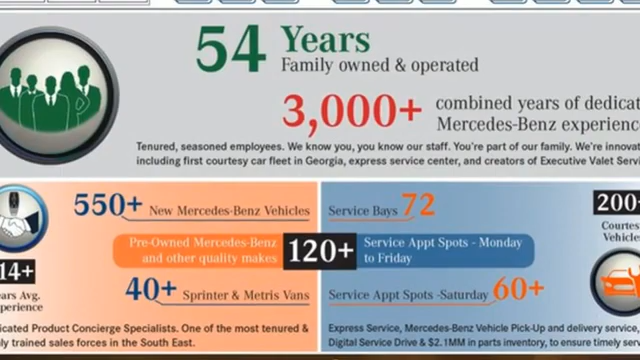 54 Years
Family owned & operated
3,000+ combined years of dedicat
Mercedes-Benz experienc
Tenured, seasoned employees. We know you, you know our staff. You're part of our family. We're innovat
including first courtesy car fleet in Georgia, express service center, and creators of Executive Valet Servi
550+ New Mercedes-Benz Vehicles
Pre-Owned Mercedes-Benz
and other quality makes
120+
40+ Sprinter & Metris Vans
14+
ears Avg.
xperience
icated Product Concierge Specialists. One of the most tenured &
ly trained sales forces in the South East.
Service Bays 72
Service Appt Spots - Monday
to Friday
Service Appt Spots -Saturday 60+
200+
Courtes
Vehicles
Express Service, Mercedes-Benz Vehicle Pick-Up and delivery service,
Digital Service Drive & $2.1MM in parts inventory, to ensure timely servi